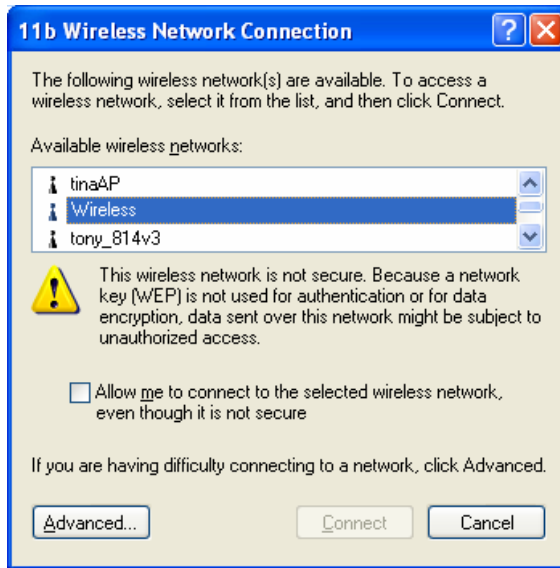 11b Wireless Network Connection
The following wireless network(s) are available. To access a
wireless network, select it from the list, and then click Connect.
Available wireless networks:
tinaAP
Wireless
tony_814v3
This wireless network is not secure. Because a network
key (WEP) is not used for authentication or for data
encryption, data sent over this network might be subject to
unauthorized access.
Allow me to connect to the selected wireless network,
even though it is not secure
If you are having difficulty connecting to a network, click Advanced.
Advanced... Connect Cancel